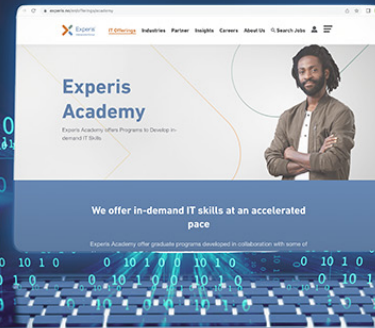 Experis
IT Offerings Industries Partner Insights Careers About Us Search Jobs
Experis
Academy
Experis Academy offers Programs to Develop in-
demand IT Skills
We offer in-demand IT skills at an accelerated
pace
Experis Academy offer graduate programs developed in collaboration with some of